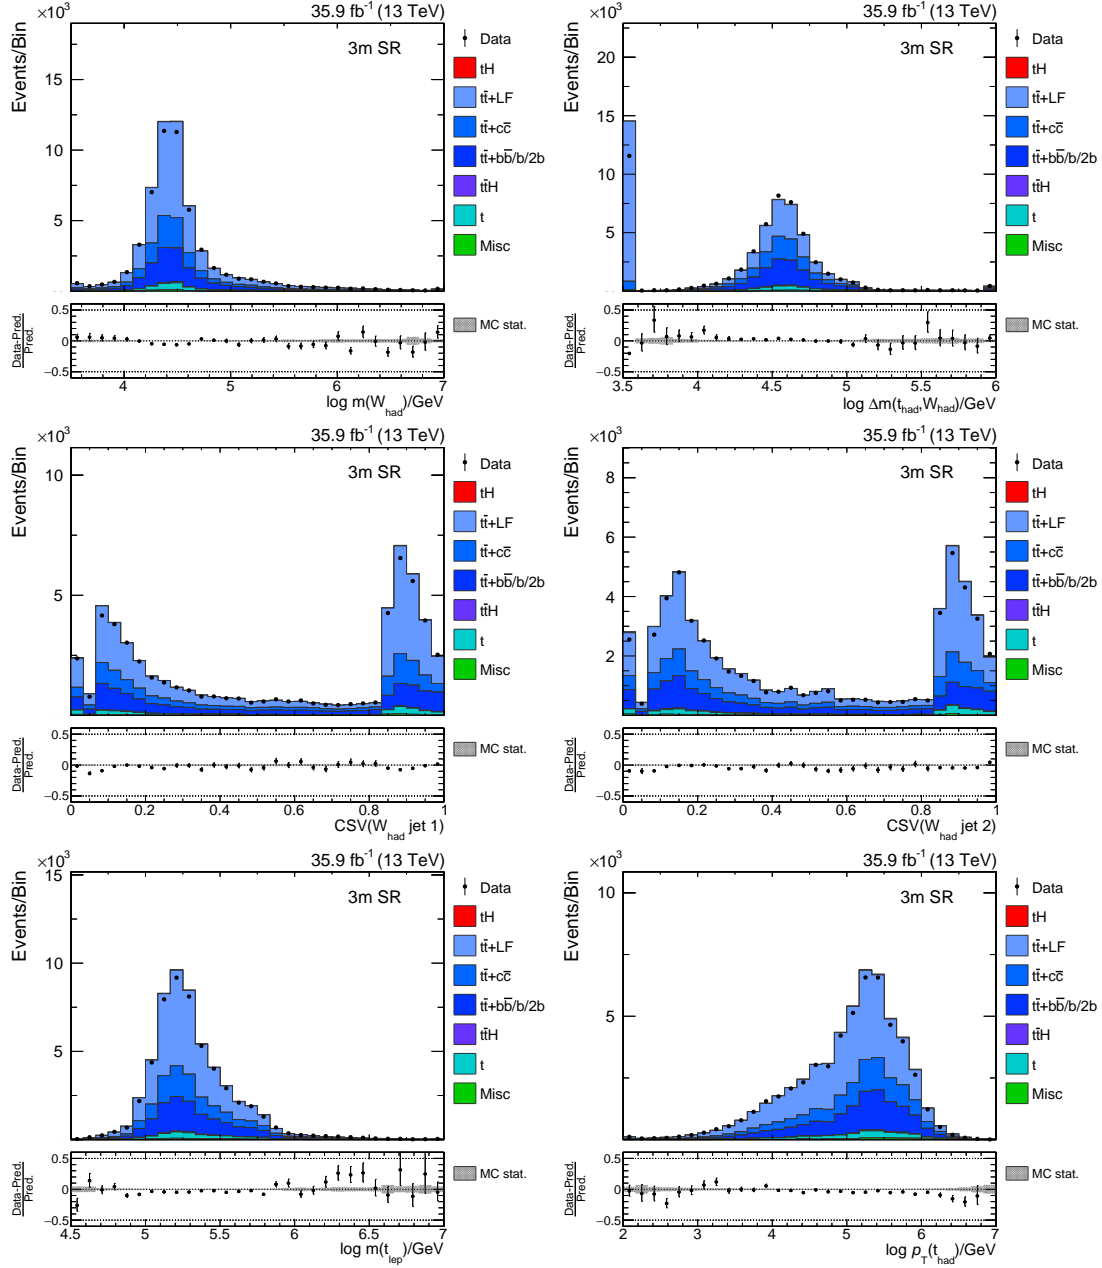 ×10³
35.9 fb⁻¹ (13 TeV)
Events/Bin
3m SR
15
10
5
Data
tH
tt̄+LF
tt̄+cc̄
tt̄+bb̄/b/2b
tt̄H
t
Misc
Data-Pred.
Pred.
0.5
0
−0.5
MC stat.
4 5 6 7
log m(W_had)/GeV
×10³
35.9 fb⁻¹ (13 TeV)
Events/Bin
3m SR
20
15
10
5
Data
tH
tt̄+LF
tt̄+cc̄
tt̄+bb̄/b/2b
tt̄H
t
Misc
Data-Pred.
Pred.
0.5
0
−0.5
MC stat.
3.5 4 4.5 5 5.5 6
log Δm(t_had,W_had)/GeV
×10³
35.9 fb⁻¹ (13 TeV)
Events/Bin
3m SR
10
5
Data
tH
tt̄+LF
tt̄+cc̄
tt̄+bb̄/b/2b
tt̄H
t
Misc
Data-Pred.
Pred.
0.5
0
−0.5
MC stat.
0 0.2 0.4 0.6 0.8 1
CSV(W_had jet 1)
×10³
35.9 fb⁻¹ (13 TeV)
Events/Bin
3m SR
8
6
4
2
Data
tH
tt̄+LF
tt̄+cc̄
tt̄+bb̄/b/2b
tt̄H
t
Misc
Data-Pred.
Pred.
0.5
0
−0.5
MC stat.
0 0.2 0.4 0.6 0.8 1
CSV(W_had jet 2)
×10³
35.9 fb⁻¹ (13 TeV)
Events/Bin
3m SR
15
10
5
Data
tH
tt̄+LF
tt̄+cc̄
tt̄+bb̄/b/2b
tt̄H
t
Misc
Data-Pred.
Pred.
0.5
0
−0.5
MC stat.
4.5 5 5.5 6 6.5 7
log m(t_lep)/GeV
×10³
35.9 fb⁻¹ (13 TeV)
Events/Bin
3m SR
10
5
Data
tH
tt̄+LF
tt̄+cc̄
tt̄+bb̄/b/2b
tt̄H
t
Misc
Data-Pred.
Pred.
0.5
0
−0.5
MC stat.
2 3 4 5 6 7
log p_T(t_had)/GeV